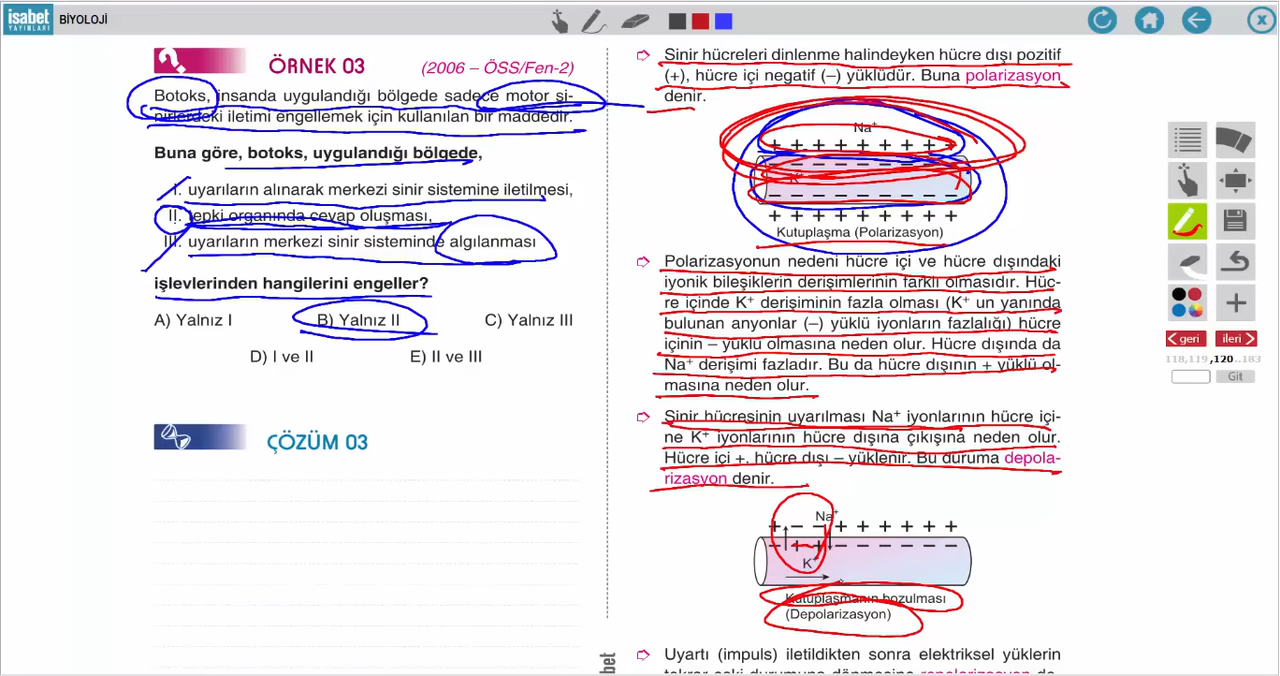 isabet
YAYINLARI
BİYOLOJİ
ÖRNEK 03
(2006 – ÖSS/Fen-2)
Botoks, insanda uygulandığı bölgede sadece motor si-
nirlerdeki iletimi engellemek için kullanılan bir maddedir.
Buna göre, botoks, uygulandığı bölgede,
I. uyarıların alınarak merkezi sinir sistemine iletilmesi,
II. tepki organında cevap oluşması,
III. uyarıların merkezi sinir sisteminde algılanması
işlevlerinden hangilerini engeller?
A) Yalnız I
B) Yalnız II
C) Yalnız III
D) I ve II
E) II ve III
ÇÖZÜM 03
Sinir hücreleri dinlenme halindeyken hücre dışı pozitif
(+), hücre içi negatif (–) yüklüdür. Buna polarizasyon
denir.
Na+
+ + + + + + + + +
– – – – – – – – –
K+
– – – – – – – – –
+ + + + + + + + +
Kutuplaşma (Polarizasyon)
Polarizasyonun nedeni hücre içi ve hücre dışındaki
iyonik bileşiklerin derişimlerinin farklı olmasıdır. Hüc-
re içinde K+ derişiminin fazla olması (K+ un yanında
bulunan anyonlar (–) yüklü iyonların fazlalığı) hücre
içinin – yüklü olmasına neden olur. Hücre dışında da
Na+ derişimi fazladır. Bu da hücre dışının + yüklü ol-
masına neden olur.
Sinir hücresinin uyarılması Na+ iyonlarının hücre içi-
ne K+ iyonlarının hücre dışına çıkışına neden olur.
Hücre içi +, hücre dışı – yüklenir. Bu duruma depola-
rizasyon denir.
Na+
+ – – + + + + + +
– + + – – – – – –
K+
Kutuplaşmanın bozulması
(Depolarizasyon)
Uyartı (impuls) iletildikten sonra elektriksel yüklerin
tekrar eski durumuna dönmesine repolarizasyon de-
isabet
geri
ileri
118,119,120..183
Git